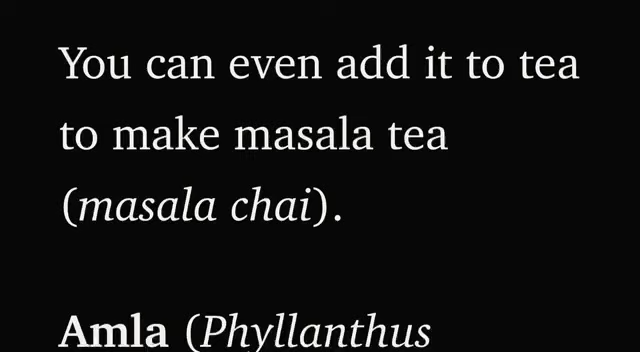 You can even add it to tea
to make masala tea
(masala chai).
Amla (Phyllanthus